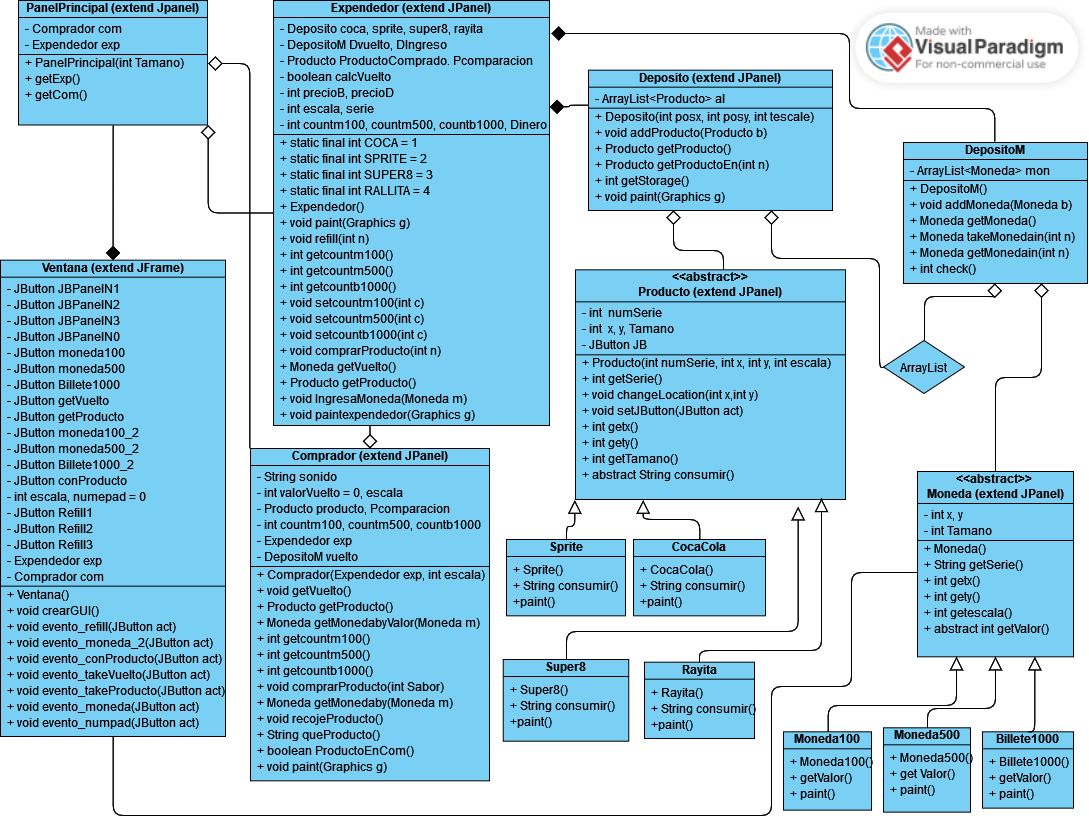 PanelPrincipal (extend Jpanel)
- Comprador com
- Expendedor exp
+ PanelPrincipal(int Tamano)
+ getExp()
+ getCom()
Expendedor (extend JPanel)
- Deposito coca, sprite, super8, rayita
- DepositoM Dvuelto, DIngreso
- Producto ProductoComprado. Pcomparacion
- boolean calcVuelto
- int precioB, precioD
- int escala, serie
- int countm100, countm500, countb1000, Dinero
+ static final int COCA = 1
+ static final int SPRITE = 2
+ static final int SUPER8 = 3
+ static final int RALLITA = 4
+ Expendedor()
+ void paint(Graphics g)
+ void refill(int n)
+ int getcountm100()
+ int getcountm500()
+ int getcountb1000()
+ void setcountm100(int c)
+ void setcountm500(int c)
+ void setcountb1000(int c)
+ void comprarProducto(int n)
+ Moneda getVuelto()
+ Producto getProducto()
+ void IngresaMoneda(Moneda m)
+ void paintexpendedor(Graphics g)
Made with
Visual Paradigm
For non-commercial use
Deposito (extend JPanel)
- ArrayList<Producto> al
+ Deposito(int posx, int posy, int tescale)
+ void addProducto(Producto b)
+ Producto getProducto()
+ Producto getProductoEn(int n)
+ int getStorage()
+ void paint(Graphics g)
DepositoM
- ArrayList<Moneda> mon
+ DepositoM()
+ void addMoneda(Moneda b)
+ Moneda getMoneda()
+ Moneda takeMonedain(int n)
+ Moneda getMonedain(int n)
+ int check()
Ventana (extend JFrame)
- JButton JBPanelN1
- JButton JBPanelN2
- JButton JBPanelN3
- JButton JBPanelN0
- JButton moneda100
- JButton moneda500
- JButton Billete1000
- JButton getVuelto
- JButton getProducto
- JButton moneda100_2
- JButton moneda500_2
- JButton Billete1000_2
- JButton conProducto
- int escala, numepad = 0
- JButton Refill1
- JButton Refill2
- JButton Refill3
- Expendedor exp
- Comprador com
+ Ventana()
+ void crearGUI()
+ void evento_refill(JButton act)
+ void evento_moneda_2(JButton act)
+ void evento_conProducto(JButton act)
+ void evento_takeVuelto(JButton act)
+ void evento_takeProducto(JButton act)
+ void evento_moneda(JButton act)
+ void evento_numpad(JButton act)
<<abstract>>
Producto (extend JPanel)
- int numSerie
- int x, y, Tamano
- JButton JB
+ Producto(int numSerie, int x, int y, int escala)
+ int getSerie()
+ void changeLocation(int x,int y)
+ void setJButton(JButton act)
+ int getx()
+ int gety()
+ int getTamano()
+ abstract String consumir()
ArrayList
Comprador (extend JPanel)
- String sonido
- int valorVuelto = 0, escala
- Producto producto, Pcomparacion
- int countm100, countm500, countb1000
- Expendedor exp
- DepositoM vuelto
+ Comprador(Expendedor exp, int escala)
+ void getVuelto()
+ Producto getProducto()
+ Moneda getMonedabyValor(Moneda m)
+ int getcountm100()
+ int getcountm500()
+ int getcountb1000()
+ void comprarProducto(int Sabor)
+ Moneda getMonedaby(Moneda m)
+ void recojeProducto()
+ String queProducto()
+ boolean ProductoEnCom()
+ void paint(Graphics g)
<<abstract>>
Moneda (extend JPanel)
- int x, y
- int Tamano
+ Moneda()
+ String getSerie()
+ int getx()
+ int gety()
+ int getescala()
+ abstract int getValor()
Sprite
+ Sprite()
+ String consumir()
+paint()
CocaCola
+ CocaCola()
+ String consumir()
+paint()
Super8
+ Super8()
+ String consumir()
+paint()
Rayita
+ Rayita()
+ String consumir()
+paint()
Moneda100
+ Moneda100()
+ getValor()
+ paint()
Moneda500
+ Moneda500()
+ get Valor()
+ paint()
Billete1000
+ Billete1000()
+ getValor()
+ paint()